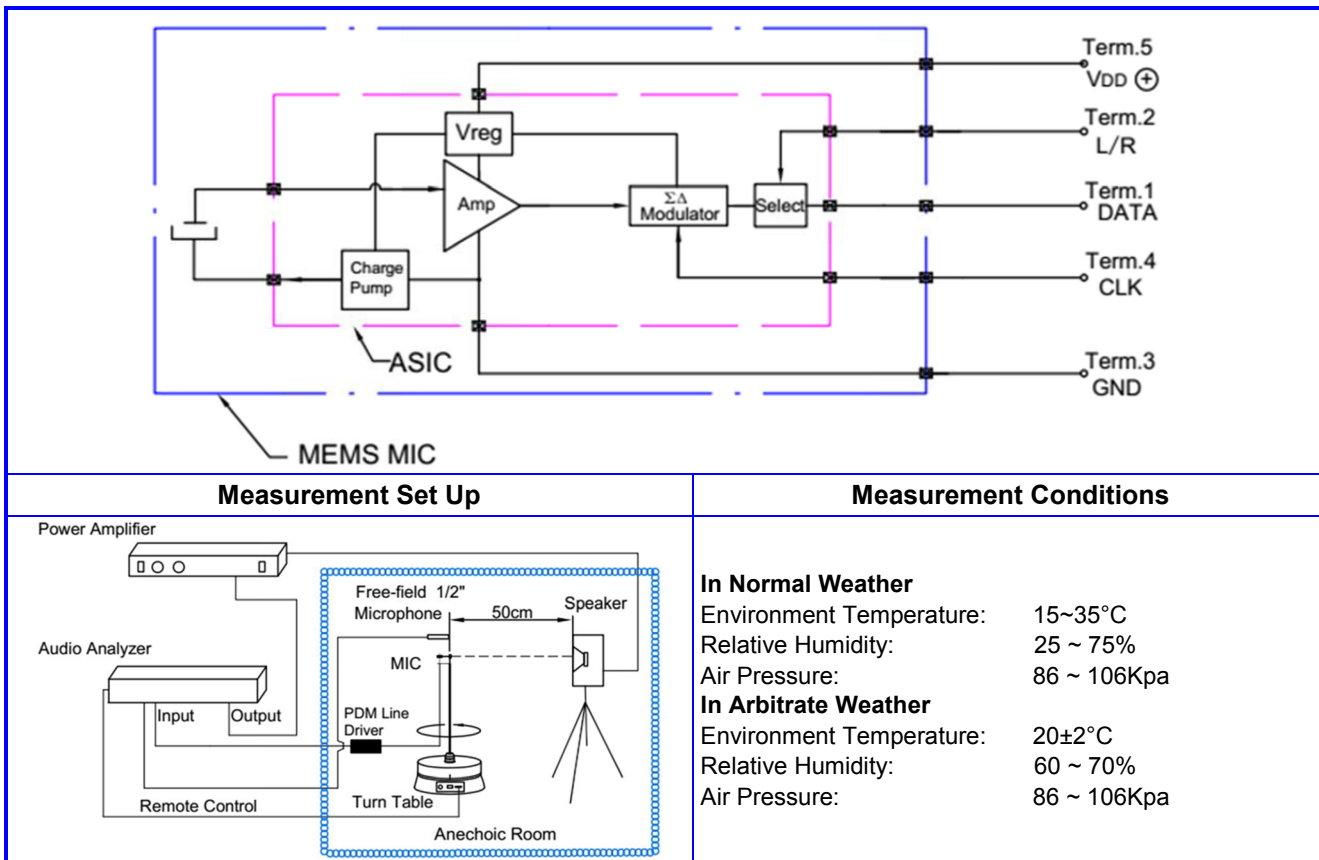 Term.5
VDD ⊕
Term.2
L/R
Vreg
Amp
ΣΔ
Modulator
Select
Term.1
DATA
Charge
Pump
Term.4
CLK
ASIC
Term.3
GND
MEMS MIC
Measurement Set Up
Measurement Conditions
Power Amplifier
Free-field 1/2"
Microphone
50cm
Speaker
Audio Analyzer
MIC
Input
Output
PDM Line
Driver
Remote Control
Turn Table
Anechoic Room
In Normal Weather
Environment Temperature: 15~35°C
Relative Humidity: 25 ~ 75%
Air Pressure: 86 ~ 106Kpa
In Arbitrate Weather
Environment Temperature: 20±2°C
Relative Humidity: 60 ~ 70%
Air Pressure: 86 ~ 106Kpa